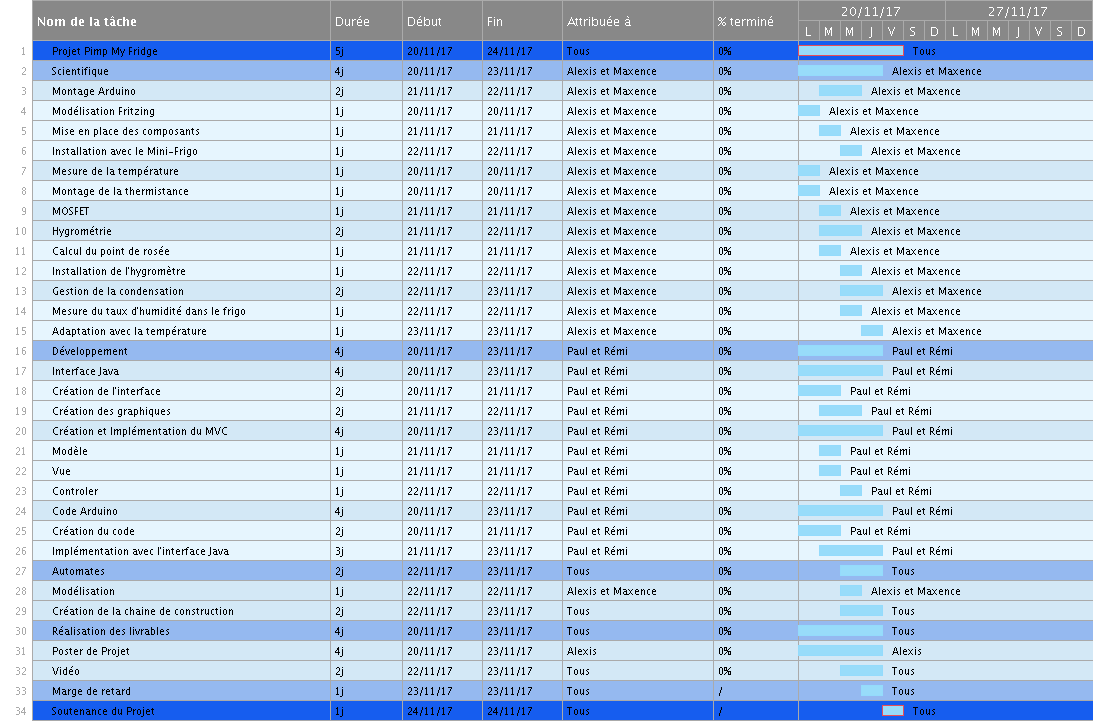 20/11/17 27/11/17
Nom de la tâche Durée Début Fin Attribuée à % terminé
L M M J V S D L M M J V S D
1 Projet Pimp My Fridge 5j 20/11/17 24/11/17 Tous 0% Tous
2 Scientifique 4j 20/11/17 23/11/17 Alexis et Maxence 0% Alexis et Maxence
3 Montage Arduino 2j 21/11/17 22/11/17 Alexis et Maxence 0% Alexis et Maxence
4 Modélisation Fritzing 1j 20/11/17 20/11/17 Alexis et Maxence 0% Alexis et Maxence
5 Mise en place des composants 1j 21/11/17 21/11/17 Alexis et Maxence 0% Alexis et Maxence
6 Installation avec le Mini-Frigo 1j 22/11/17 22/11/17 Alexis et Maxence 0% Alexis et Maxence
7 Mesure de la température 1j 20/11/17 20/11/17 Alexis et Maxence 0% Alexis et Maxence
8 Montage de la thermistance 1j 20/11/17 20/11/17 Alexis et Maxence 0% Alexis et Maxence
9 MOSFET 1j 21/11/17 21/11/17 Alexis et Maxence 0% Alexis et Maxence
10 Hygrométrie 2j 21/11/17 22/11/17 Alexis et Maxence 0% Alexis et Maxence
11 Calcul du point de rosée 1j 21/11/17 21/11/17 Alexis et Maxence 0% Alexis et Maxence
12 Installation de l'hygromètre 1j 22/11/17 22/11/17 Alexis et Maxence 0% Alexis et Maxence
13 Gestion de la condensation 2j 22/11/17 23/11/17 Alexis et Maxence 0% Alexis et Maxence
14 Mesure du taux d'humidité dans le frigo 1j 22/11/17 22/11/17 Alexis et Maxence 0% Alexis et Maxence
15 Adaptation avec la température 1j 23/11/17 23/11/17 Alexis et Maxence 0% Alexis et Maxence
16 Développement 4j 20/11/17 23/11/17 Paul et Rémi 0% Paul et Rémi
17 Interface Java 4j 20/11/17 23/11/17 Paul et Rémi 0% Paul et Rémi
18 Création de l'interface 2j 20/11/17 21/11/17 Paul et Rémi 0% Paul et Rémi
19 Création des graphiques 2j 21/11/17 22/11/17 Paul et Rémi 0% Paul et Rémi
20 Création et Implémentation du MVC 4j 20/11/17 23/11/17 Paul et Rémi 0% Paul et Rémi
21 Modèle 1j 21/11/17 21/11/17 Paul et Rémi 0% Paul et Rémi
22 Vue 1j 21/11/17 21/11/17 Paul et Rémi 0% Paul et Rémi
23 Controler 1j 22/11/17 22/11/17 Paul et Rémi 0% Paul et Rémi
24 Code Arduino 4j 20/11/17 23/11/17 Paul et Rémi 0% Paul et Rémi
25 Création du code 2j 20/11/17 21/11/17 Paul et Rémi 0% Paul et Rémi
26 Implémentation avec l'interface Java 3j 21/11/17 23/11/17 Paul et Rémi 0% Paul et Rémi
27 Automates 2j 22/11/17 23/11/17 Tous 0% Tous
28 Modélisation 1j 22/11/17 22/11/17 Alexis et Maxence 0% Alexis et Maxence
29 Création de la chaine de construction 2j 22/11/17 23/11/17 Tous 0% Tous
30 Réalisation des livrables 4j 20/11/17 23/11/17 Tous 0% Tous
31 Poster de Projet 4j 20/11/17 23/11/17 Alexis 0% Alexis
32 Vidéo 2j 22/11/17 23/11/17 Tous 0% Tous
33 Marge de retard 1j 23/11/17 23/11/17 Tous / Tous
34 Soutenance du Projet 1j 24/11/17 24/11/17 Tous / Tous